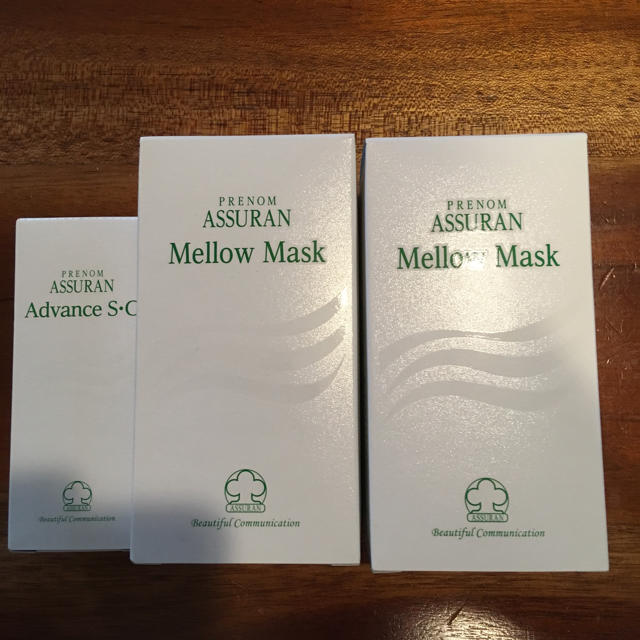 PRENOM
ASSURAN
Advance S·C
ASSURAN
Beautiful Communication
PRENOM
ASSURAN
Mellow Mask
ASSURAN
Beautiful Communication
PRENOM
ASSURAN
Mellow Mask
ASSURAN
Beautiful Communication